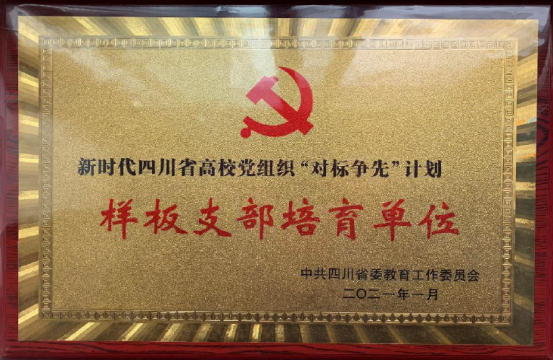 新时代四川省高校党组织“对标争先”计划
样板支部培育单位
中共四川省委教育工作委员会
二〇二一年一月